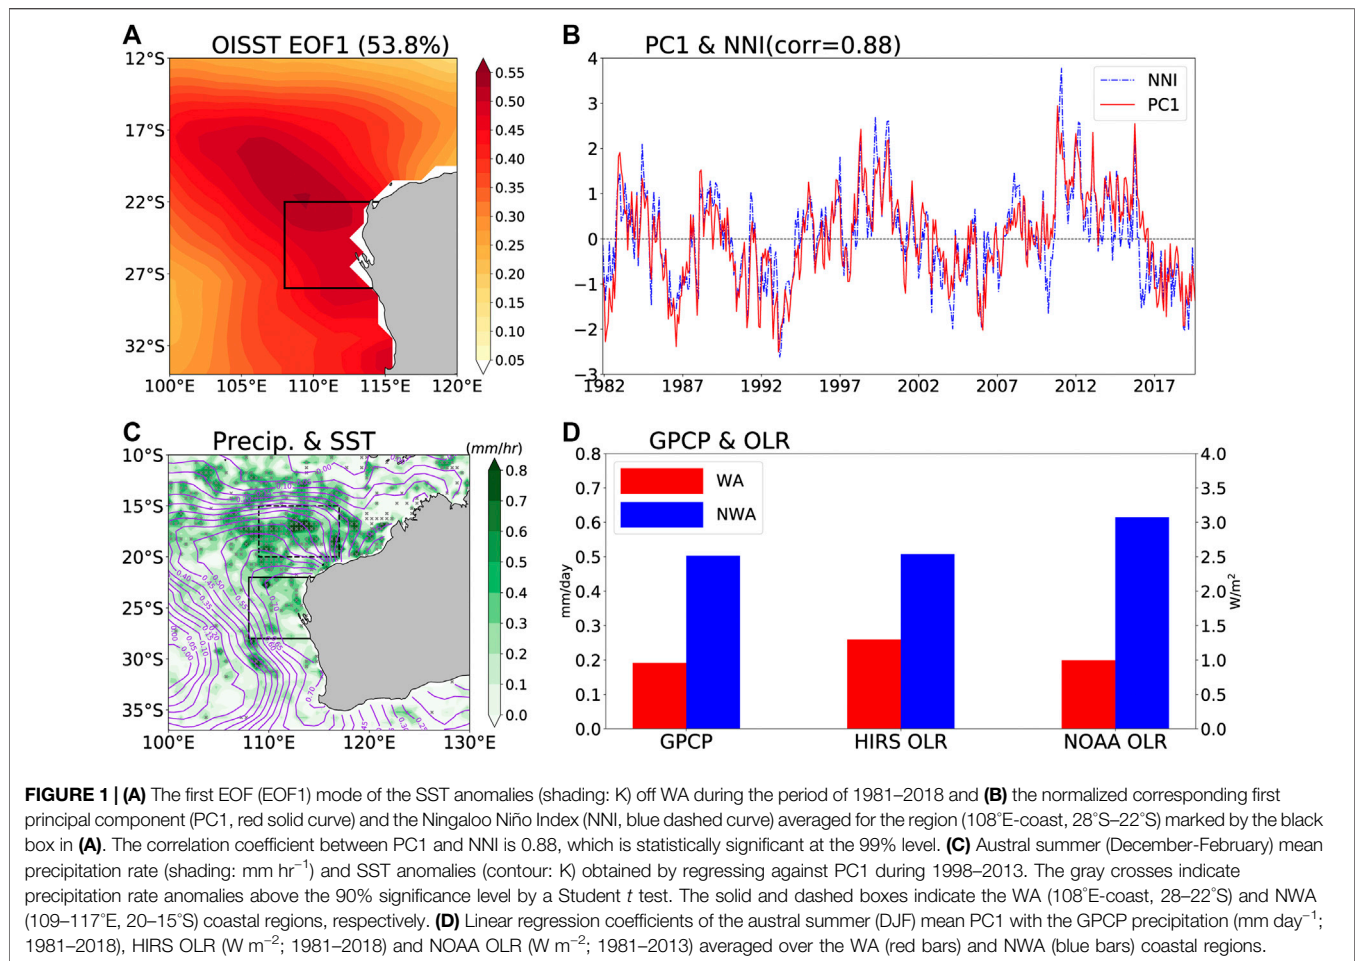 A
OISST EOF1 (53.8%)
12°S
17°S
22°S
27°S
32°S
100°E 105°E 110°E 115°E 120°E
0.55
0.50
0.45
0.40
0.35
0.30
0.25
0.20
0.15
0.10
0.05
B
PC1 & NNI(corr=0.88)
4
3
2
1
0
−1
−2
−3
NNI
PC1
1982 1987 1992 1997 2002 2007 2012 2017
C
Precip. & SST
(mm/hr)
10°S
15°S
20°S
25°S
30°S
35°S
100°E 110°E 120°E 130°E
0.8
0.7
0.6
0.5
0.4
0.3
0.2
0.1
0.0
D
GPCP & OLR
0.8
0.7
0.6
0.5
0.4
0.3
0.2
0.1
0.0
mm/day
WA
NWA
4.0
3.5
3.0
2.5
2.0
1.5
1.0
0.5
0.0
W/m²
GPCP HIRS OLR NOAA OLR
FIGURE 1 | (A) The first EOF (EOF1) mode of the SST anomalies (shading: K) off WA during the period of 1981–2018 and (B) the normalized corresponding first
principal component (PC1, red solid curve) and the Ningaloo Niño Index (NNI, blue dashed curve) averaged for the region (108°E-coast, 28°S–22°S) marked by the black
box in (A). The correlation coefficient between PC1 and NNI is 0.88, which is statistically significant at the 99% level. (C) Austral summer (December-February) mean
precipitation rate (shading: mm hr⁻¹) and SST anomalies (contour: K) obtained by regressing against PC1 during 1998–2013. The gray crosses indicate
precipitation rate anomalies above the 90% significance level by a Student t test. The solid and dashed boxes indicate the WA (108°E-coast, 28–22°S) and NWA
(109–117°E, 20–15°S) coastal regions, respectively. (D) Linear regression coefficients of the austral summer (DJF) mean PC1 with the GPCP precipitation (mm day⁻¹;
1981–2018), HIRS OLR (W m⁻²; 1981–2018) and NOAA OLR (W m⁻²; 1981–2013) averaged over the WA (red bars) and NWA (blue bars) coastal regions.